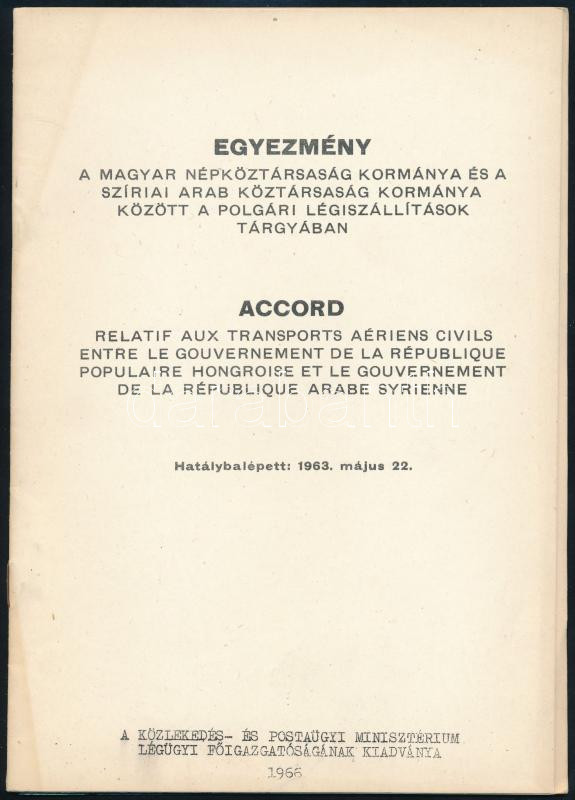 EGYEZMÉNY
A MAGYAR NÉPKÖZTÁRSASÁG KORMÁNYA ÉS A
SZÍRIAI ARAB KÖZTÁRSASÁG KORMÁNYA
KÖZÖTT A POLGÁRI LÉGISZÁLLÍTÁSOK
TÁRGYÁBAN
ACCORD
RELATIF AUX TRANSPORTS AÉRIENS CIVILS
ENTRE LE GOUVERNEMENT DE LA RÉPUBLIQUE
POPULAIRE HONGROISE ET LE GOUVERNEMENT
DE LA RÉPUBLIQUE ARABE SYRIENNE
darabanth
Hatálybalépett: 1963. május 22.
A KÖZLEKEDÉS- ÉS POSTAÜGYI MINISZTÉRIUM
LÉGÜGYI FŐIGAZGATÓSÁGÁNAK KIADVÁNYA
1966